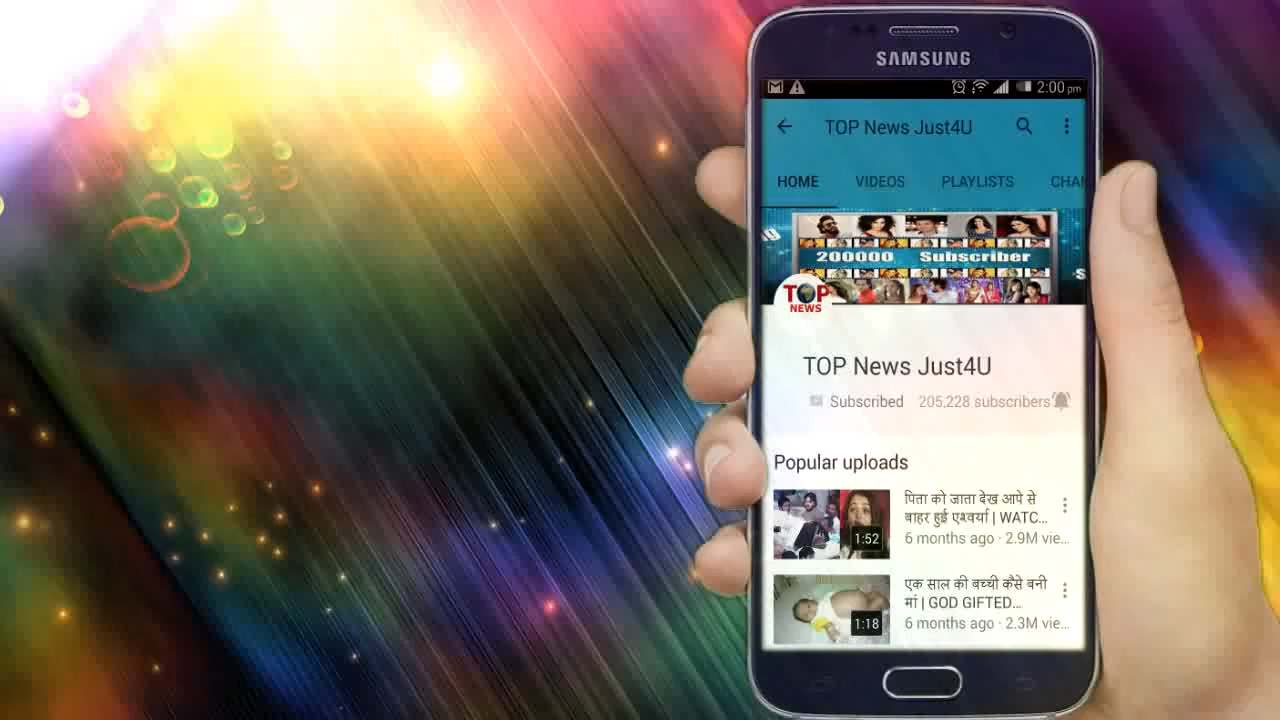 SAMSUNG
2:00 pm
TOP News Just4U
HOME VIDEOS PLAYLISTS CHA
200000 Subscriber
TOP
NEWS
TOP News Just4U
Subscribed 205,228 subscribers
Popular uploads
पिता को जाता देख आपे से
बाहर हुई एश्वर्या | WATC...
6 months ago · 2.9M vie...
1:52
एक साल की बच्ची कैसे बनी
मां | GOD GIFTED...
6 months ago · 2.3M vie...
1:18